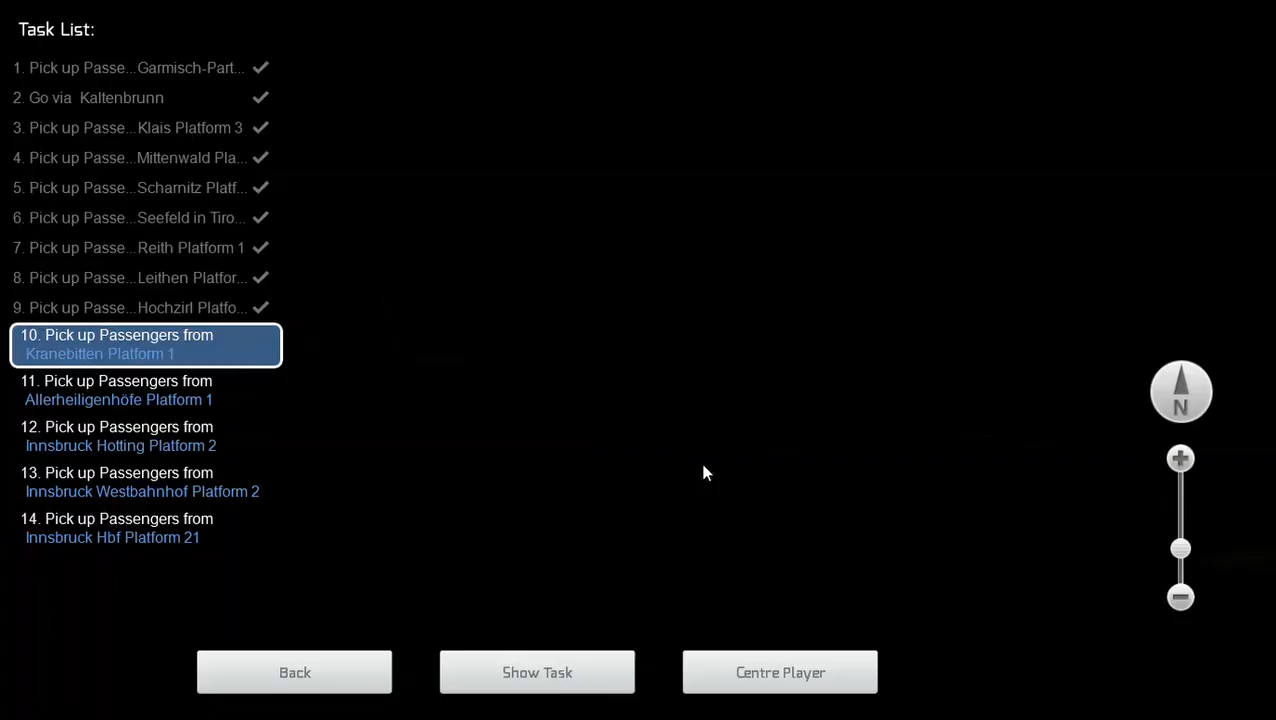 Task List:
1. Pick up Passe...Garmisch-Part...
2. Go via  Kaltenbrunn
3. Pick up Passe...Klais Platform 3
4. Pick up Passe...Mittenwald Pla...
5. Pick up Passe...Scharnitz Platf...
6. Pick up Passe...Seefeld in Tiro...
7. Pick up Passe...Reith Platform 1
8. Pick up Passe...Leithen Platfor...
9. Pick up Passe...Hochzirl Platfo...
10. Pick up Passengers from
Kranebitten Platform 1
11. Pick up Passengers from
Allerheiligenhöfe Platform 1
12. Pick up Passengers from
Innsbruck Hotting Platform 2
13. Pick up Passengers from
Innsbruck Westbahnhof Platform 2
14. Pick up Passengers from
Innsbruck Hbf Platform 21
N
Back
Show Task
Centre Player